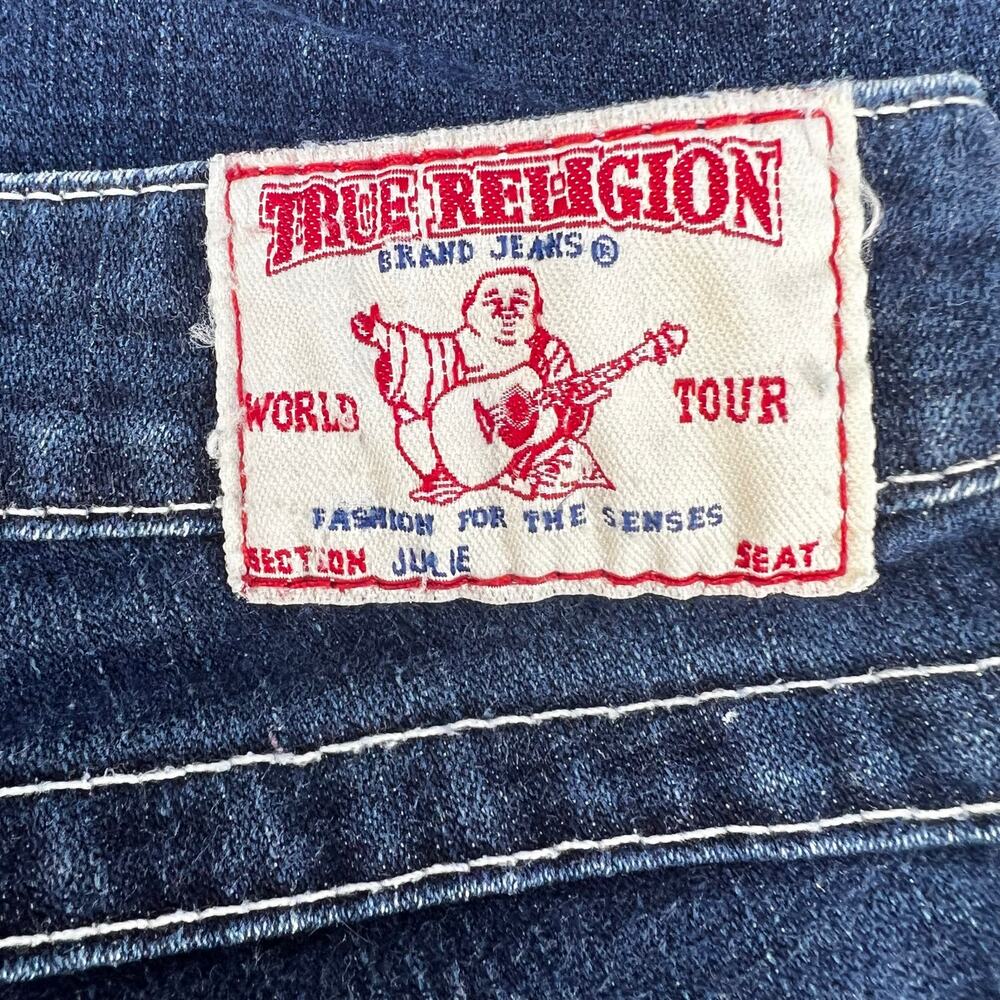 TRUE RELIGION
BRAND JEANS®
WORLD TOUR
FASHION FOR THE SENSES
SECTION JULIE SEAT